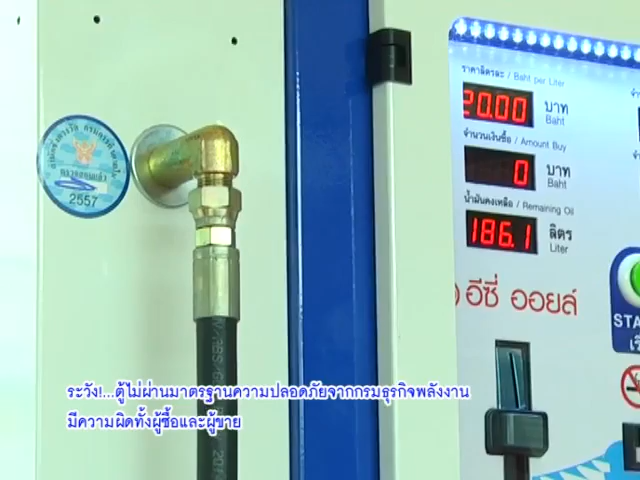 ราคาลิตรละ / Baht per Liter
20.00 บาท
Baht
จำนวนเงินซื้อ / Amount Buy
0 บาท
Baht
น้ำมันคงเหลือ / Remaining Oil
186.1 ลิตร
Liter
อีซี่ ออยล์
STA
2557
ระวัง!...ตู้ไม่ผ่านมาตรฐานความปลอดภัยจากกรมธุรกิจพลังงาน
มีความผิดทั้งผู้ซื้อและผู้ขาย